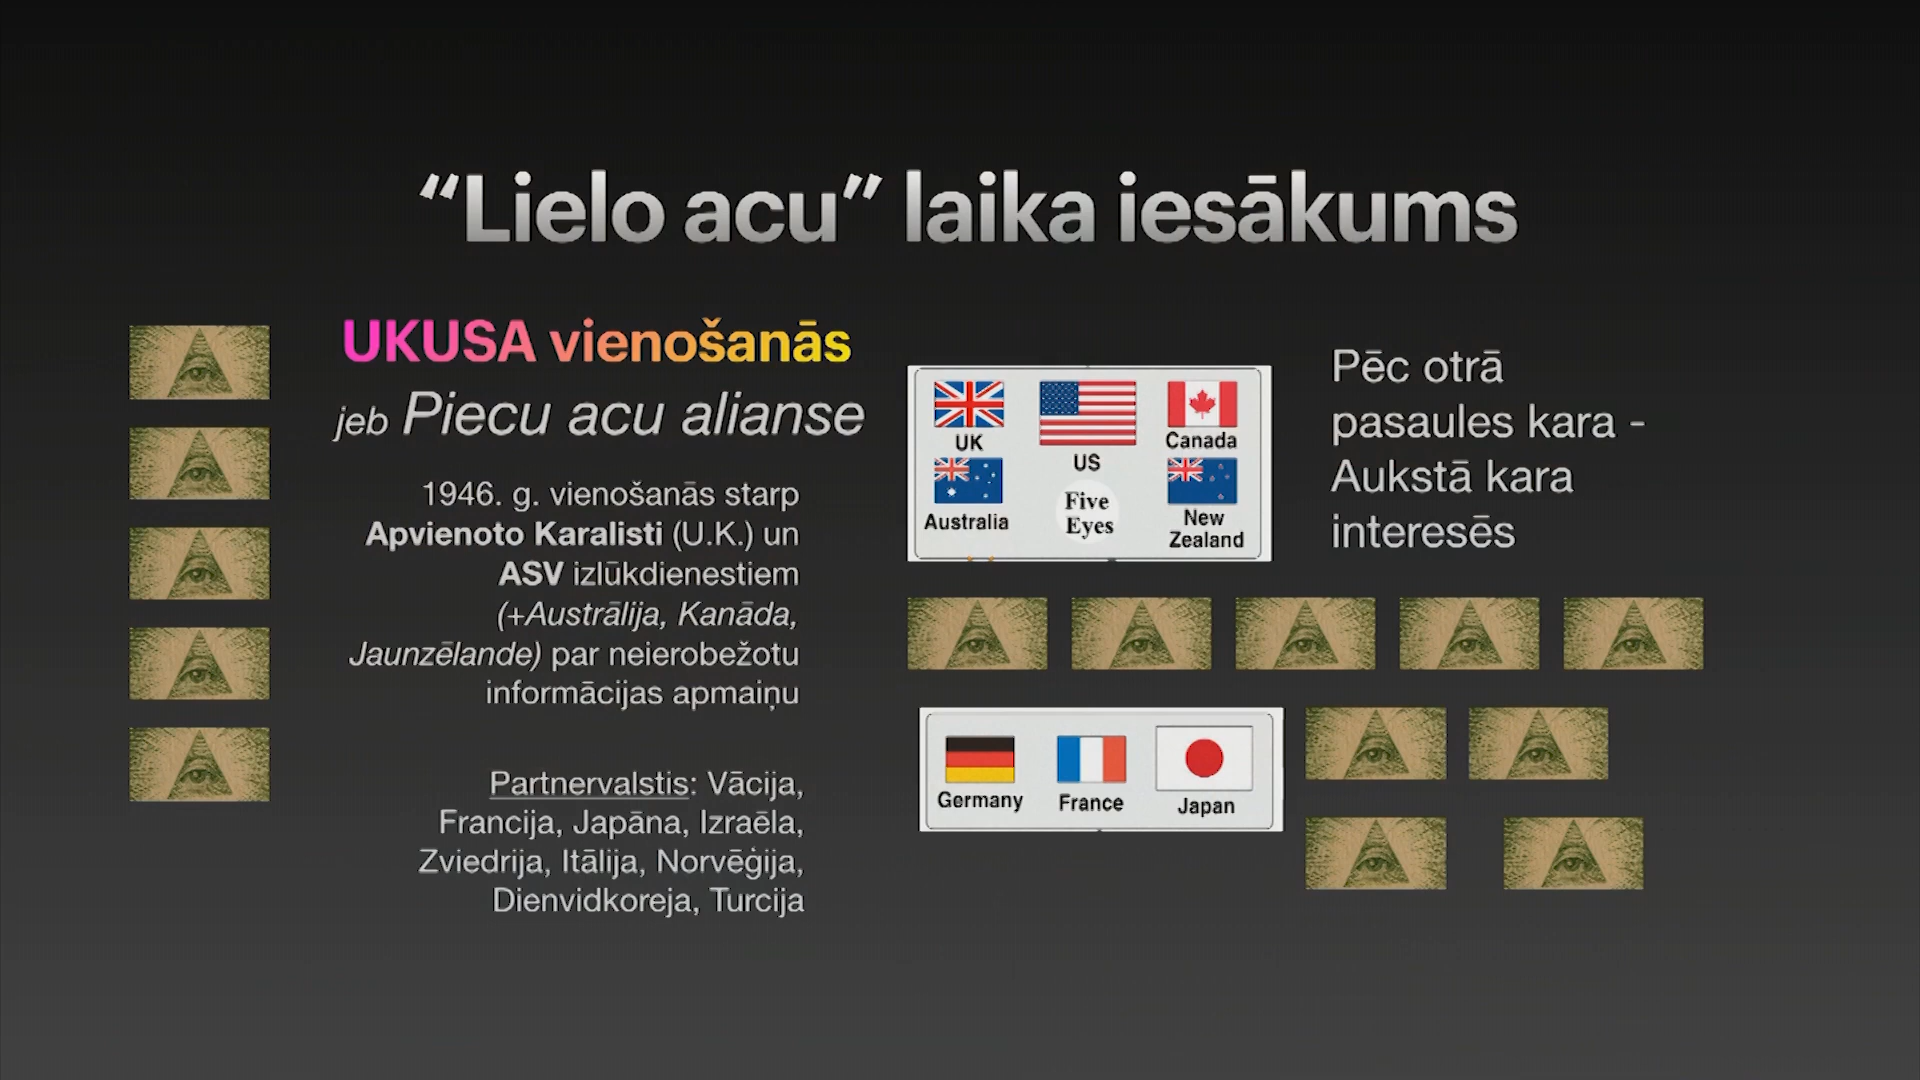 “Lielo acu” laika iesākums
UKUSA vienošanās
jeb Piecu acu alianse
1946. g. vienošanās starp
Apvienoto Karalisti (U.K.) un
ASV izlūkdienestiem
(+Austrālija, Kanāda,
Jaunzēlande) par neierobežotu
informācijas apmaiņu
Partnervalstis: Vācija,
Francija, Japāna, Izraēla,
Zviedrija, Itālija, Norvēģija,
Dienvidkoreja, Turcija
UK
US
Canada
Australia
Five
Eyes
New
Zealand
Pēc otrā
pasaules kara -
Aukstā kara
interesēs
Germany
France
Japan